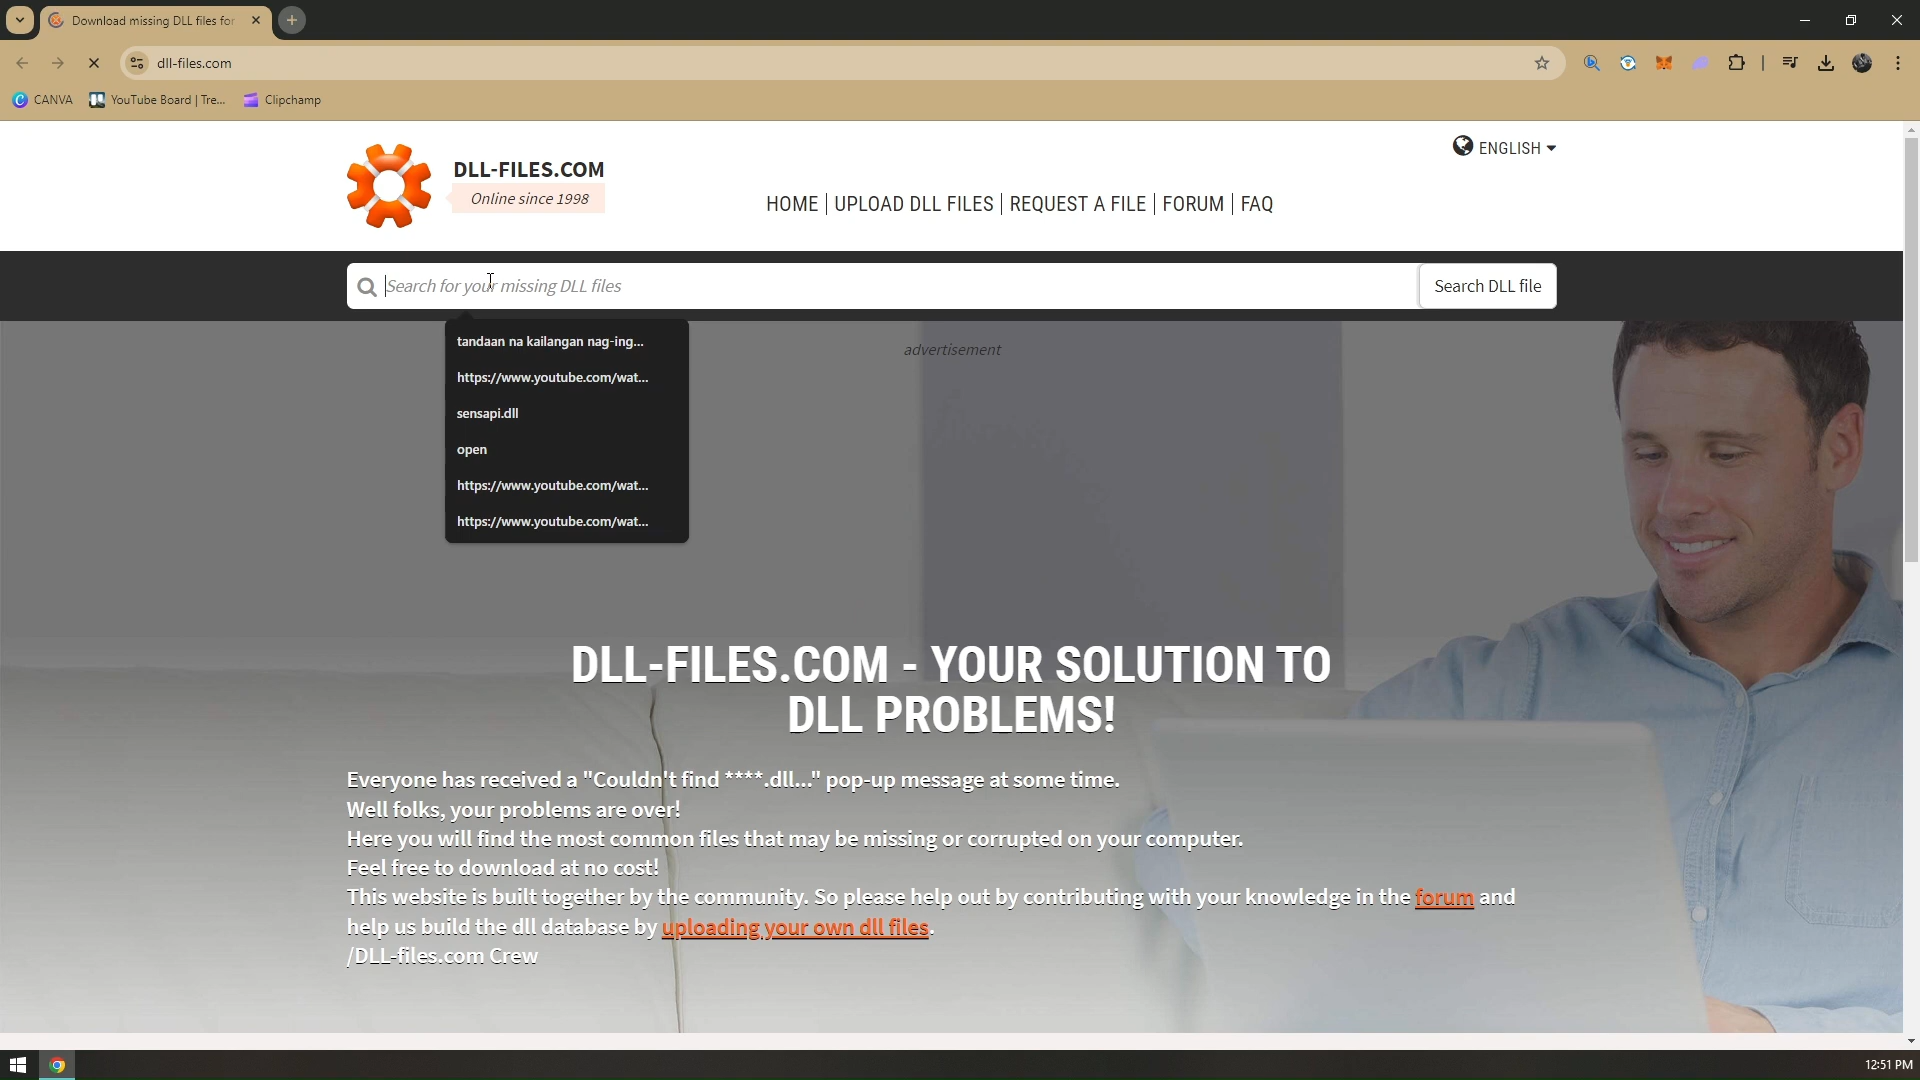 Download missing DLL files for
dll-files.com
CANVA
YouTube Board | Tre...
Clipchamp
ENGLISH
DLL-FILES.COM
Online since 1998
HOME | UPLOAD DLL FILES | REQUEST A FILE | FORUM | FAQ
Search for your missing DLL files
Search DLL file
tandaan na kailangan nag-ing...
https://www.youtube.com/wat...
sensapi.dll
open
https://www.youtube.com/wat...
https://www.youtube.com/wat...
advertisement
DLL-FILES.COM - YOUR SOLUTION TO
DLL PROBLEMS!
Everyone has received a "Couldn't find ****.dll..." pop-up message at some time.
Well folks, your problems are over!
Here you will find the most common files that may be missing or corrupted on your computer.
Feel free to download at no cost!
This website is built together by the community. So please help out by contributing with your knowledge in the forum and
help us build the dll database by uploading your own dll files.
/DLL-files.com Crew
12:51 PM